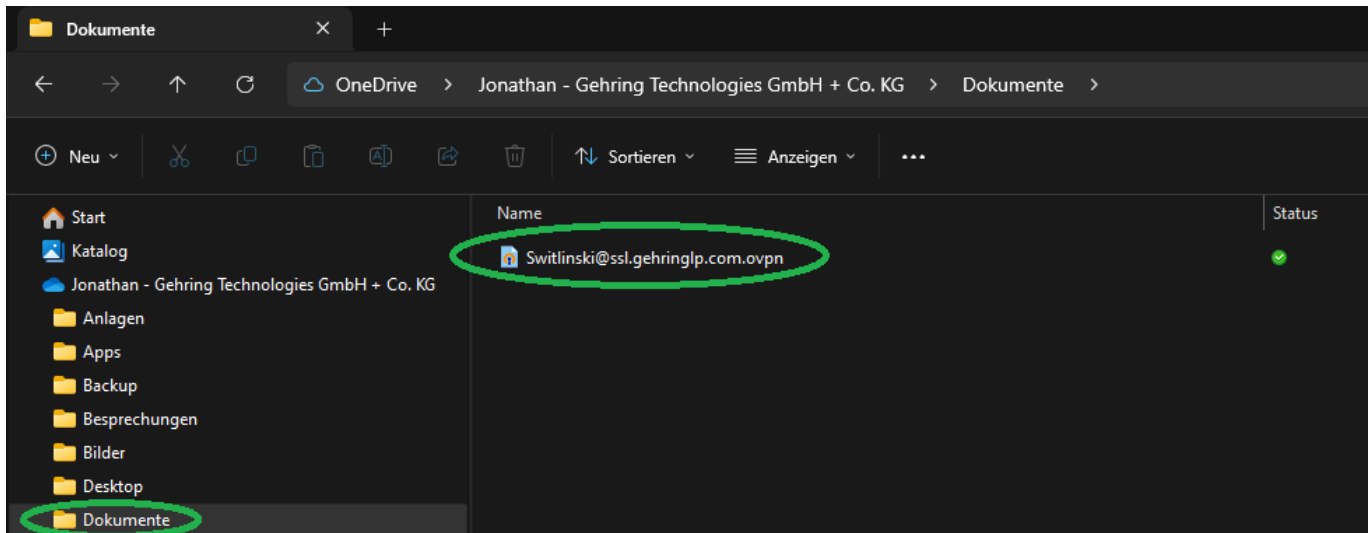 Dokumente
OneDrive > Jonathan - Gehring Technologies GmbH + Co. KG > Dokumente >
Neu Sortieren Anzeigen ...
Start
Katalog
Jonathan - Gehring Technologies GmbH + Co. KG
Anlagen
Apps
Backup
Besprechungen
Bilder
Desktop
Dokumente
Name Status
Switlinski@ssl.gehringlp.com.ovpn